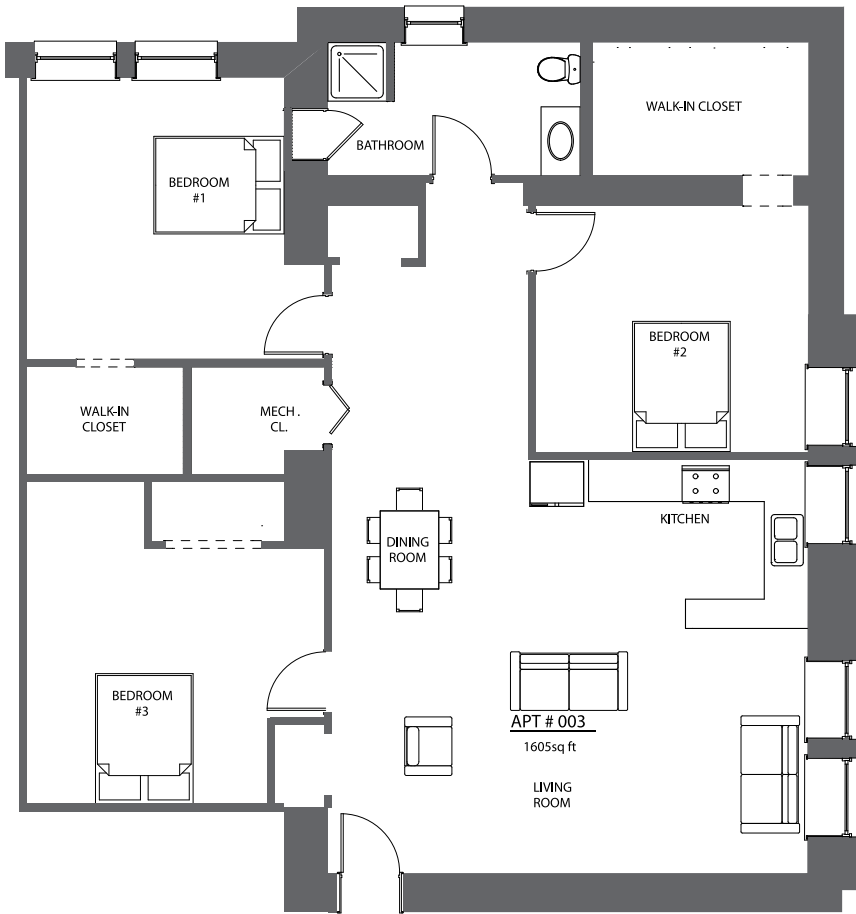 WALK-IN CLOSET
BATHROOM
BEDROOM
#1
BEDROOM
#2
WALK-IN
CLOSET
MECH .
CL.
KITCHEN
DINING
ROOM
BEDROOM
#3
APT # 003
1605sq ft
LIVING
ROOM